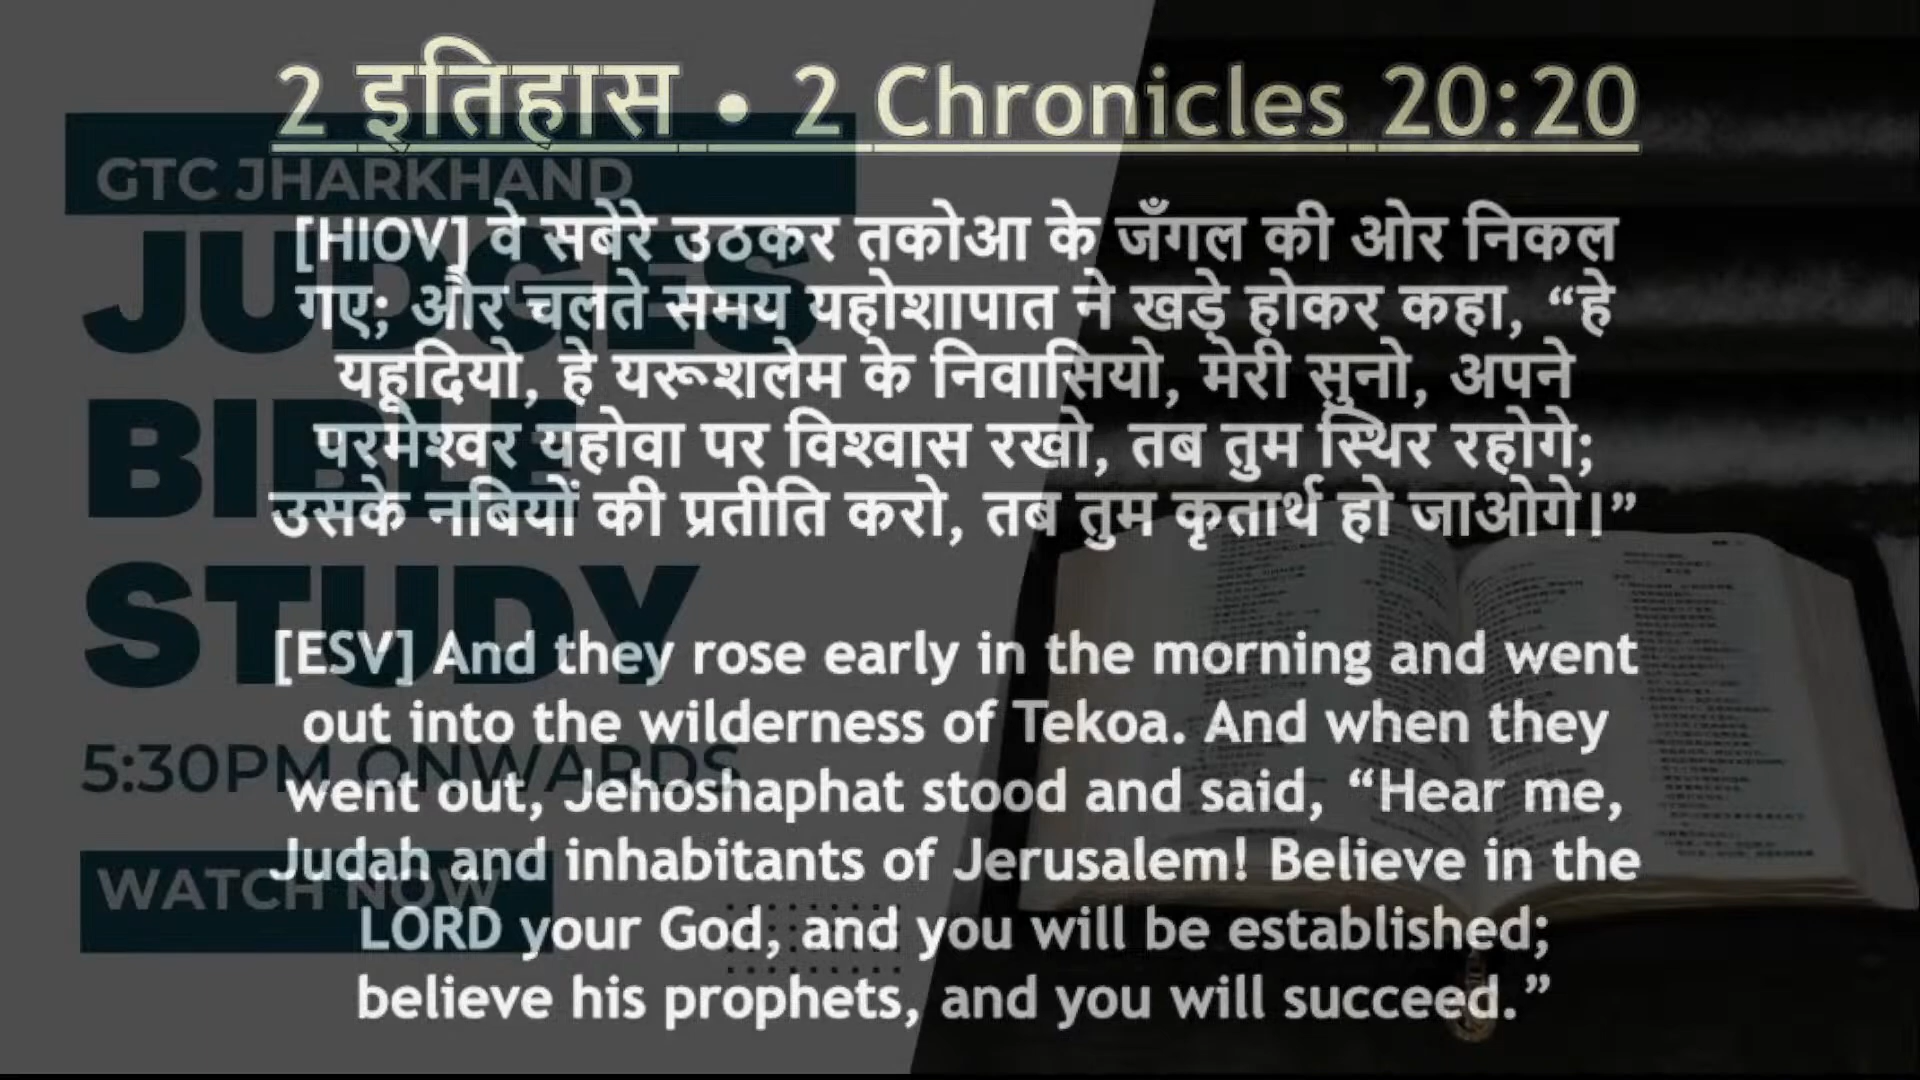 2 इतिहास • 2 Chronicles 20:20
GTC JHARKHAND
JUDGES
BIBLE
STUDY
5:30PM ONWARDS
WATCH NOW
[HIOV] वे सबेरे उठकर तकोआ के जँगल की ओर निकल
गए; और चलते समय यहोशापात ने खड़े होकर कहा, “हे
यहूदियो, हे यरूशलेम के निवासियो, मेरी सुनो, अपने
परमेश्वर यहोवा पर विश्वास रखो, तब तुम स्थिर रहोगे;
उसके नबियों की प्रतीति करो, तब तुम कृतार्थ हो जाओगे।”
[ESV] And they rose early in the morning and went
out into the wilderness of Tekoa. And when they
went out, Jehoshaphat stood and said, “Hear me,
Judah and inhabitants of Jerusalem! Believe in the
LORD your God, and you will be established;
believe his prophets, and you will succeed.”